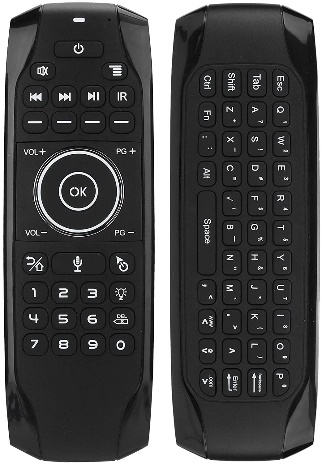 IR
VOL+ PG+
OK
VOL− PG−
1 2 3
4 5 6 DEL
7 8 9 0
Esc Q W E R T Y U I O P
Tab A S D F G H J K L
Shift Z X C V B N M
Ctrl Fn Alt Space
Enter